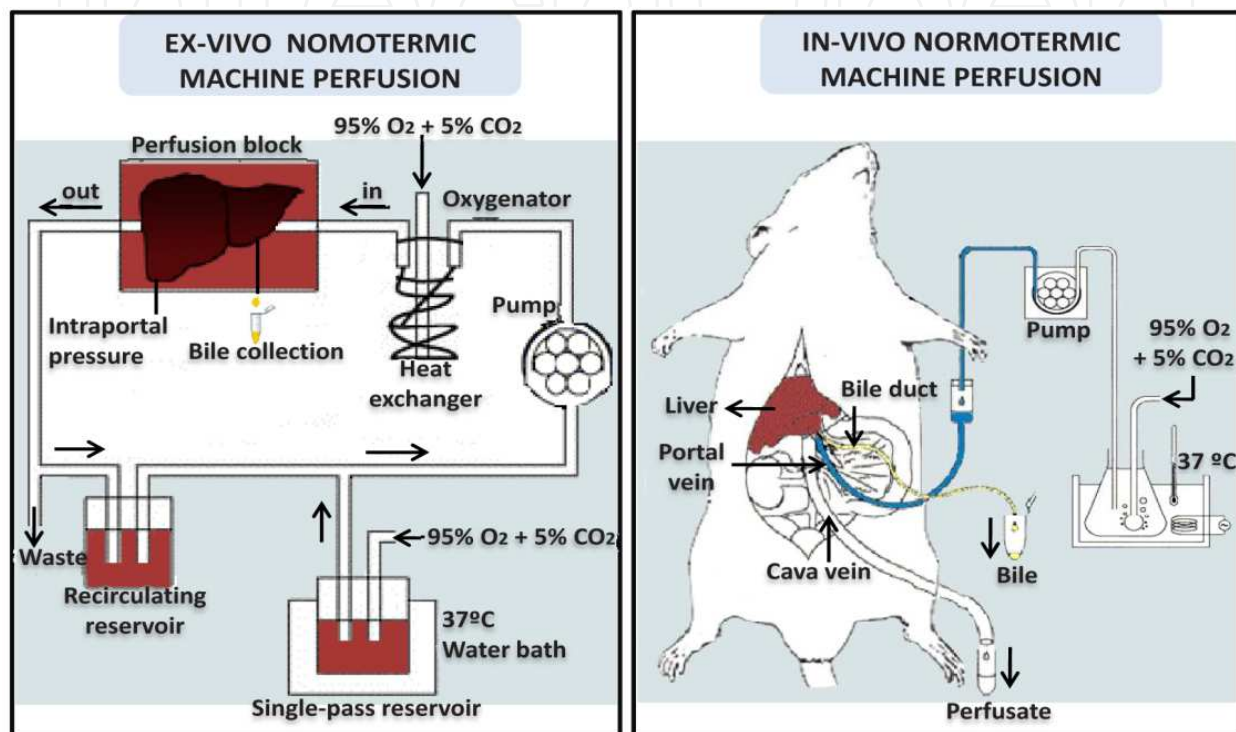 EX-VIVO NOMOTERMIC
MACHINE PERFUSION
95% O₂ + 5% CO₂
Perfusion block
out
in
Oxygenator
Pump
Intraportal
pressure
Bile collection
Heat
exchanger
Waste
Recirculating
reservoir
95% O₂ + 5% CO₂
37ºC
Water bath
Single-pass reservoir
IN-VIVO NORMOTERMIC
MACHINE PERFUSION
Pump
95% O₂
+ 5% CO₂
Bile duct
Liver
Portal
vein
37 ºC
Cava vein
Bile
Perfusate